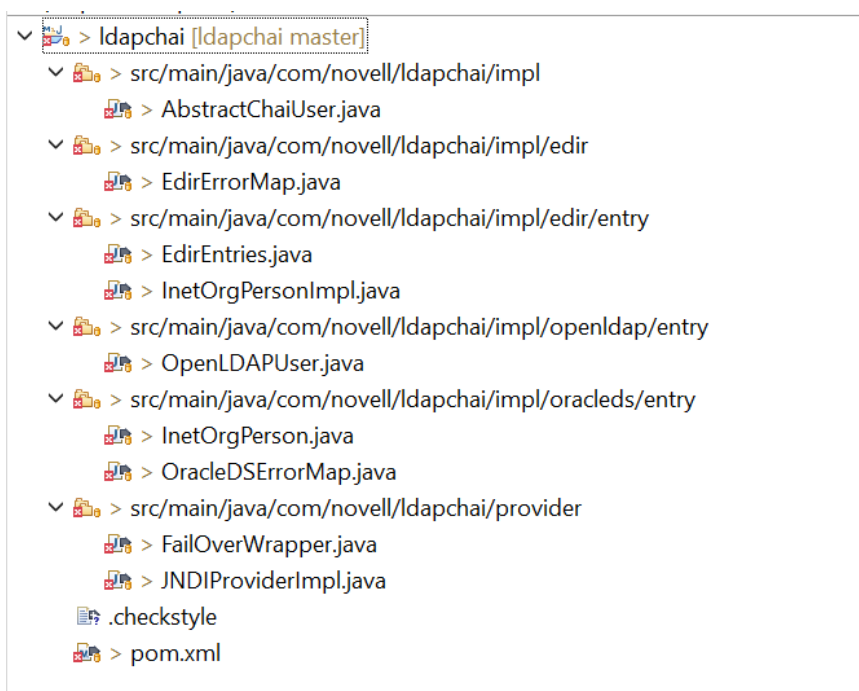 > ldapchai [ldapchai master]
> src/main/java/com/novell/ldapchai/impl
> AbstractChaiUser.java
> src/main/java/com/novell/ldapchai/impl/edir
> EdirErrorMap.java
> src/main/java/com/novell/ldapchai/impl/edir/entry
> EdirEntries.java
> InetOrgPersonImpl.java
> src/main/java/com/novell/ldapchai/impl/openldap/entry
> OpenLDAPUser.java
> src/main/java/com/novell/ldapchai/impl/oracleds/entry
> InetOrgPerson.java
> OracleDSErrorMap.java
> src/main/java/com/novell/ldapchai/provider
> FailOverWrapper.java
> JNDIProviderImpl.java
.checkstyle
> pom.xml